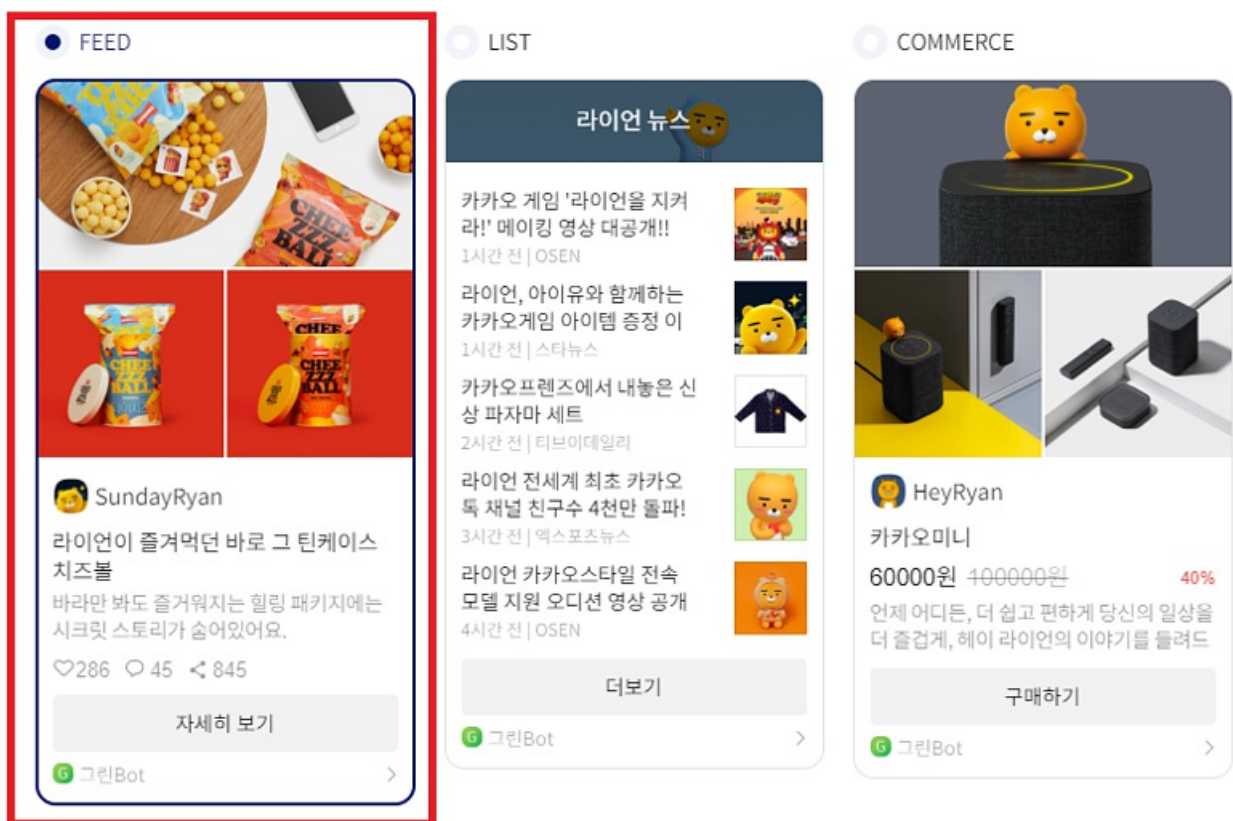 FEED
CHEE
ZZZ
BALL
CHEE
ZZZ
BALL
CHEE
CHEE
ZZZ
BALL
SundayRyan
라이언이 즐겨먹던 바로 그 틴케이스
치즈볼
바라만 봐도 즐거워지는 힐링 패키지에는
시크릿 스토리가 숨어있어요.
286 45 845
자세히 보기
G 그린Bot
LIST
라이언 뉴스
카카오 게임 '라이언을 지켜
라!' 메이킹 영상 대공개!!
1시간 전 | OSEN
라이언, 아이유와 함께하는
카카오게임 아이템 증정 이
1시간 전 | 스타뉴스
카카오프렌즈에서 내놓은 신
상 파자마 세트
2시간 전 | 티브이데일리
라이언 전세계 최초 카카오
톡 채널 친구수 4천만 돌파!
3시간 전 | 엑스포츠뉴스
라이언 카카오스타일 전속
모델 지원 오디션 영상 공개
4시간 전 | OSEN
더보기
G 그린Bot
COMMERCE
HeyRyan
카카오미니
60000원 100000원 40%
언제 어디든, 더 쉽고 편하게 당신의 일상을
더 즐겁게, 헤이 라이언의 이야기를 들려드
구매하기
G 그린Bot